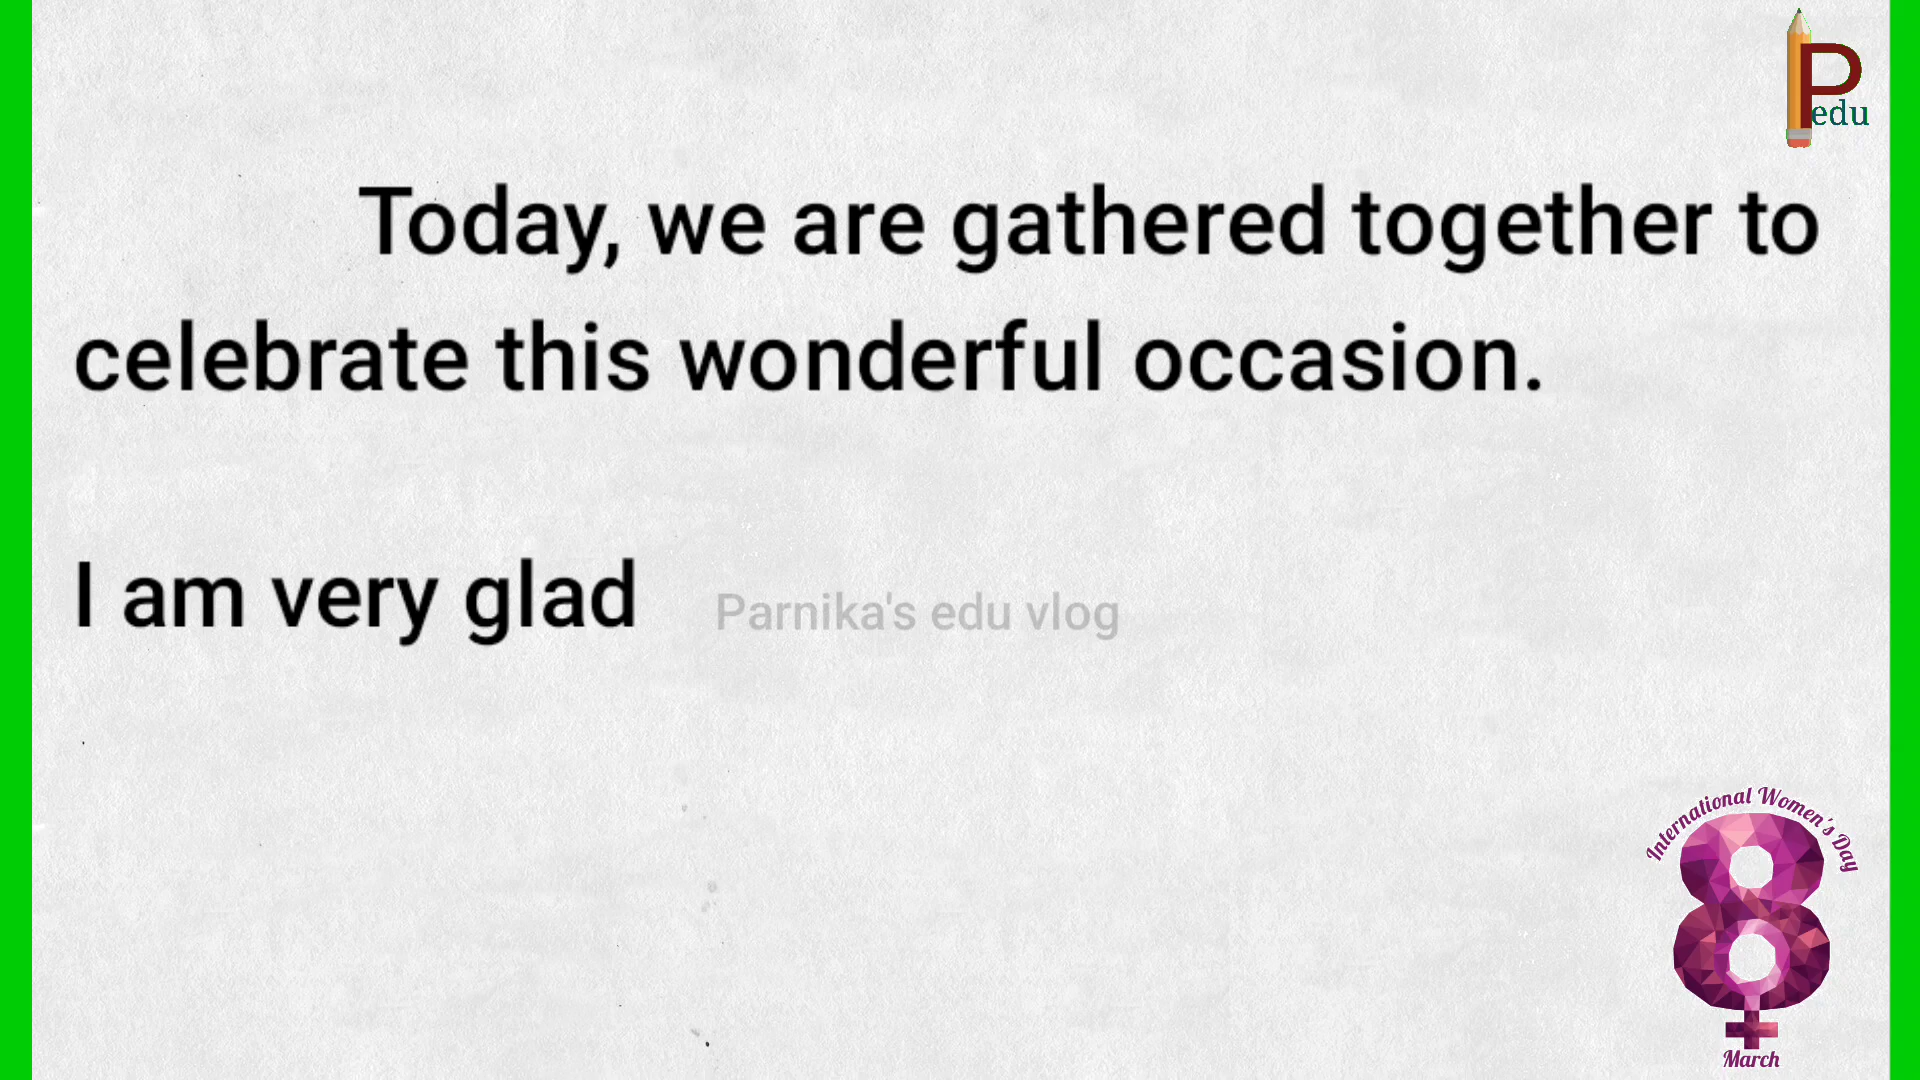 P
edu
Today, we are gathered together to
celebrate this wonderful occasion.
I am very glad
Parnika's edu vlog
International Women's Day
8
March